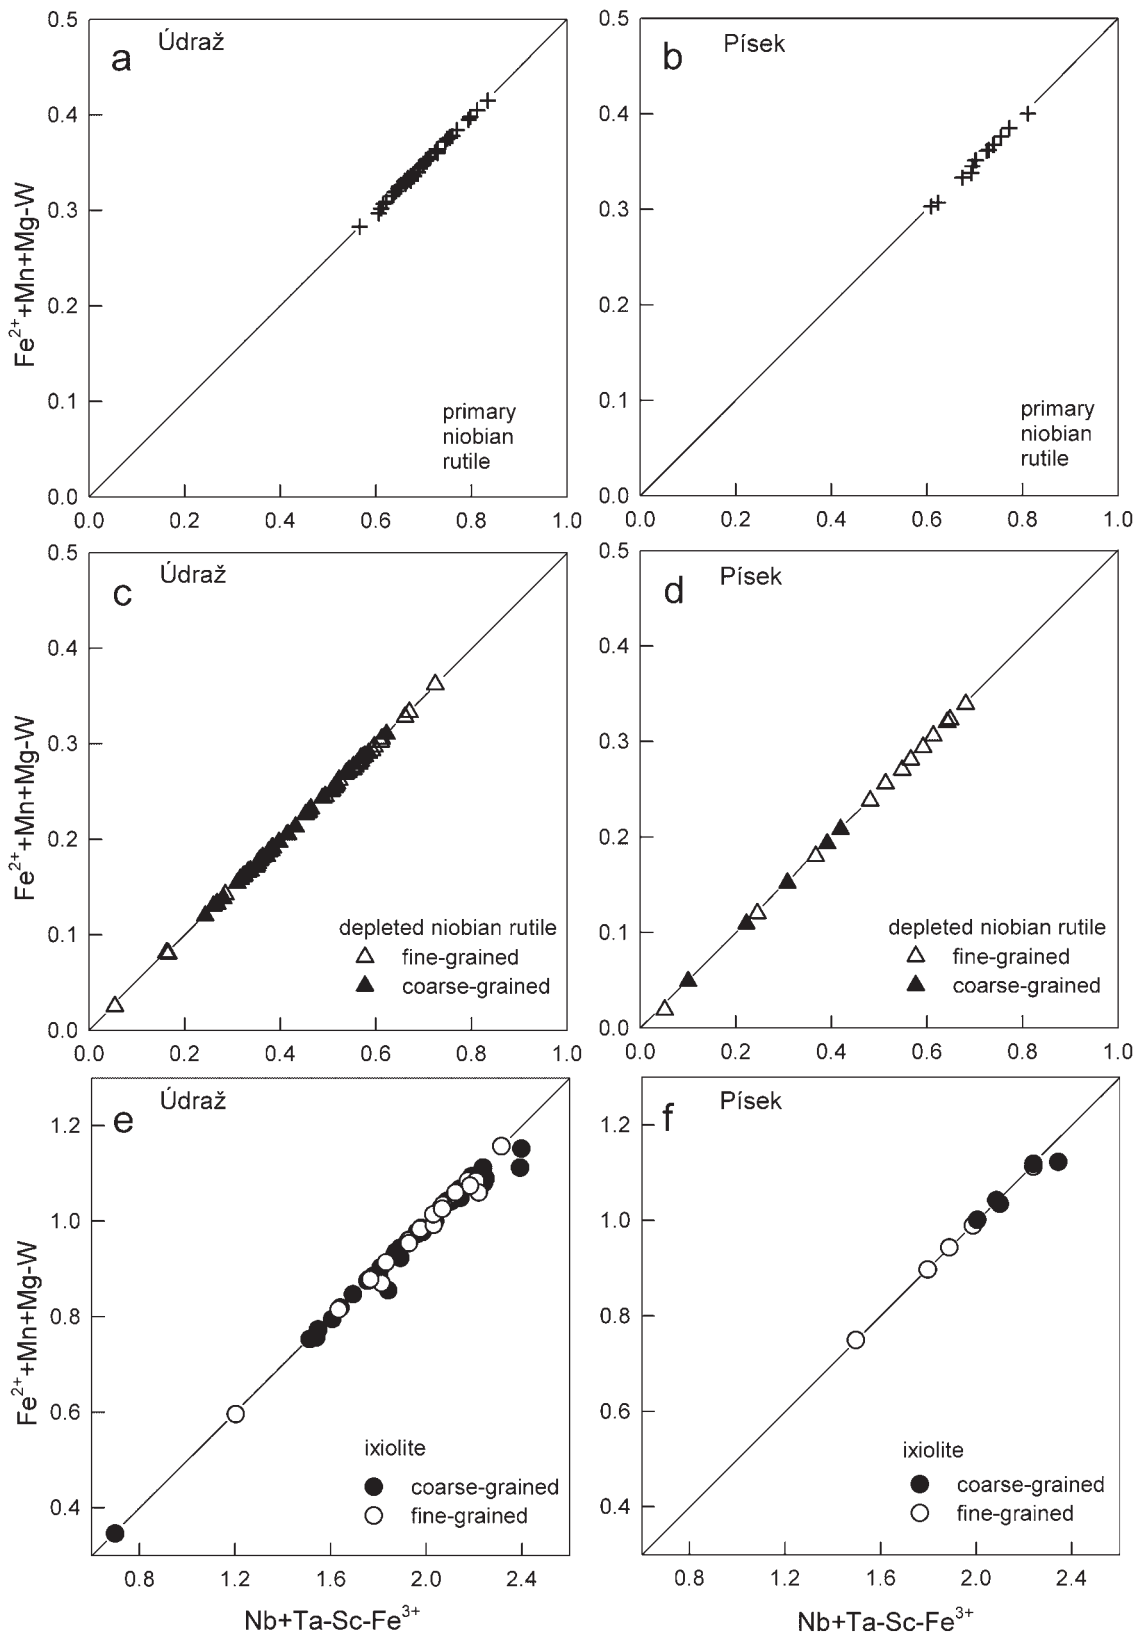 a
Údraž
0.5
0.4
0.3
0.2
0.1
0.0
Fe²⁺+Mn+Mg-W
primary
niobian
rutile
0.0 0.2 0.4 0.6 0.8 1.0
b
Písek
0.5
0.4
0.3
0.2
0.1
0.0
primary
niobian
rutile
0.0 0.2 0.4 0.6 0.8 1.0
c
Údraž
0.5
0.4
0.3
0.2
0.1
0.0
Fe²⁺+Mn+Mg-W
depleted niobian rutile
fine-grained
coarse-grained
0.0 0.2 0.4 0.6 0.8 1.0
d
Písek
0.5
0.4
0.3
0.2
0.1
0.0
depleted niobian rutile
fine-grained
coarse-grained
0.0 0.2 0.4 0.6 0.8 1.0
e
Údraž
1.2
1.0
0.8
0.6
0.4
Fe²⁺+Mn+Mg-W
ixiolite
coarse-grained
fine-grained
0.8 1.2 1.6 2.0 2.4
Nb+Ta-Sc-Fe³⁺
f
Písek
1.2
1.0
0.8
0.6
0.4
ixiolite
coarse-grained
fine-grained
0.8 1.2 1.6 2.0 2.4
Nb+Ta-Sc-Fe³⁺